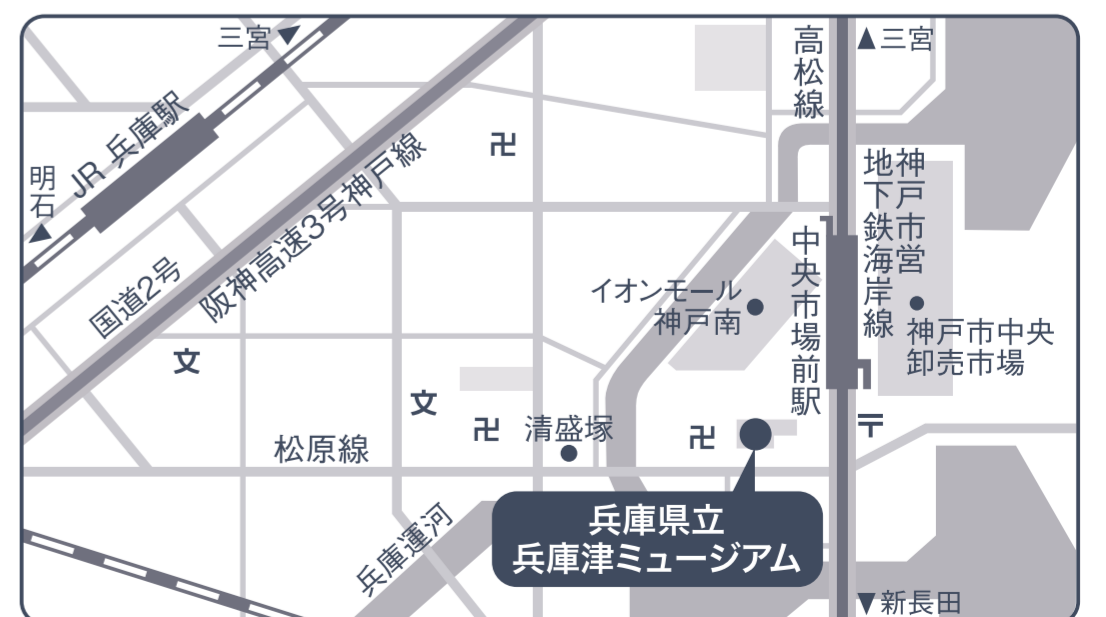 三宮
高松線
三宮
JR 兵庫駅
明石
阪神高速3号神戸線
国道2号
神戸市営
地下鉄海岸線
中央市場前駅
イオンモール
神戸南
神戸市中央
卸売市場
文
文
卍
卍
卍
〒
清盛塚
松原線
兵庫運河
兵庫県立
兵庫津ミュージアム
新長田